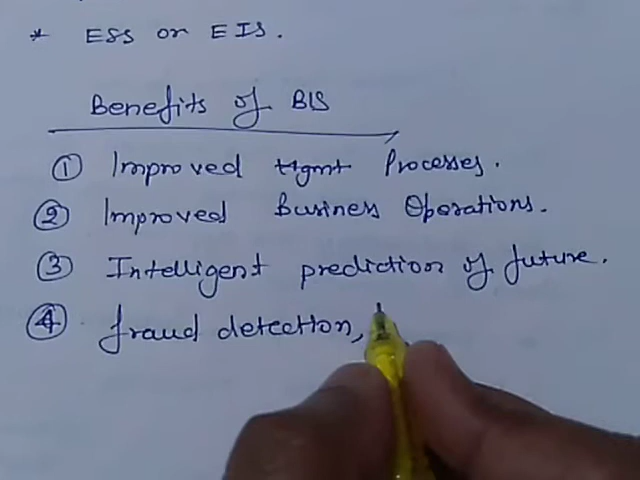 * ESS or EIS.
Benefits of BIS
① Improved Mgmt Processes.
② Improved Business Operations.
③ Intelligent prediction of future.
④ fraud detection,